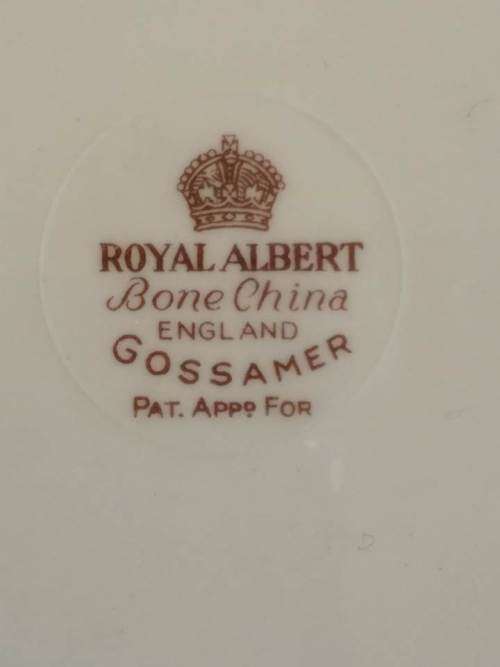 ROYAL ALBERT
Bone China
ENGLAND
GOSSAMER
PAT. APPD FOR